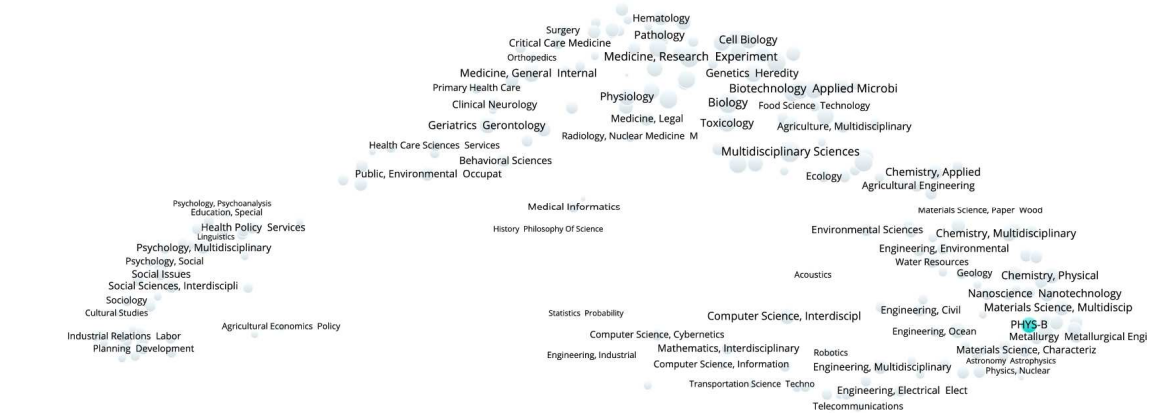 Hematology
Surgery
Pathology
Critical Care Medicine
Cell Biology
Orthopedics
Medicine, Research  Experiment
Medicine, General  Internal
Genetics  Heredity
Primary Health Care
Biotechnology  Applied Microbi
Physiology
Clinical Neurology
Biology
Food Science  Technology
Medicine, Legal
Toxicology
Geriatrics  Gerontology
Agriculture, Multidisciplinary
Radiology, Nuclear Medicine  M
Health Care Sciences  Services
Multidisciplinary Sciences
Behavioral Sciences
Public, Environmental  Occupat
Ecology
Chemistry, Applied
Agricultural Engineering
Psychology, Psychoanalysis
Education, Special
Medical Informatics
Materials Science, Paper  Wood
Health Policy  Services
History  Philosophy Of Science
Environmental Sciences
Chemistry, Multidisciplinary
Linguistics
Psychology, Multidisciplinary
Engineering, Environmental
Psychology, Social
Water Resources
Social Issues
Acoustics
Geology
Chemistry, Physical
Social Sciences, Interdiscipli
Nanoscience  Nanotechnology
Sociology
Materials Science, Multidiscip
Cultural Studies
Statistics  Probability
Computer Science, Interdiscipl
Engineering, Civil
Agricultural Economics  Policy
PHYS-B
Industrial Relations  Labor
Computer Science, Cybernetics
Engineering, Ocean
Metallurgy  Metallurgical Engi
Planning  Development
Engineering, Industrial
Mathematics, Interdisciplinary
Robotics
Materials Science, Characteriz
Astronomy  Astrophysics
Computer Science, Information
Engineering, Multidisciplinary
Physics, Nuclear
Transportation Science  Techno
Engineering, Electrical  Elect
Telecommunications